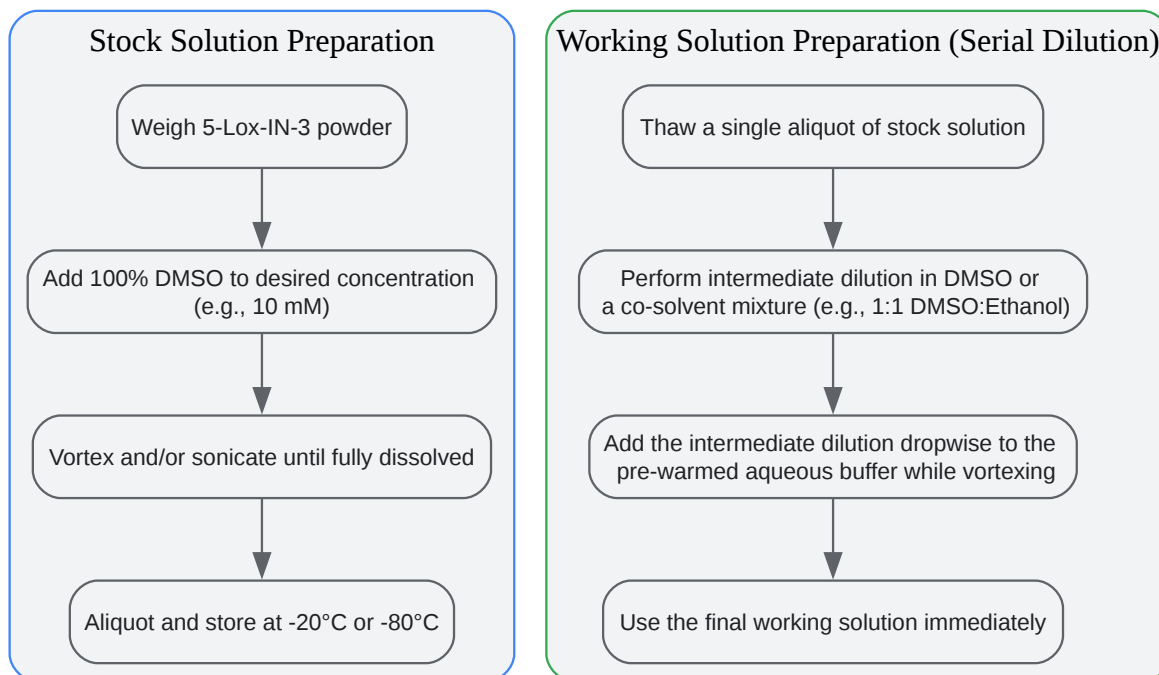 Stock Solution Preparation
Weigh 5-Lox-IN-3 powder
Add 100% DMSO to desired concentration
(e.g., 10 mM)
Vortex and/or sonicate until fully dissolved
Aliquot and store at -20°C or -80°C
Working Solution Preparation (Serial Dilution)
Thaw a single aliquot of stock solution
Perform intermediate dilution in DMSO or
a co-solvent mixture (e.g., 1:1 DMSO:Ethanol)
Add the intermediate dilution dropwise to the
pre-warmed aqueous buffer while vortexing
Use the final working solution immediately